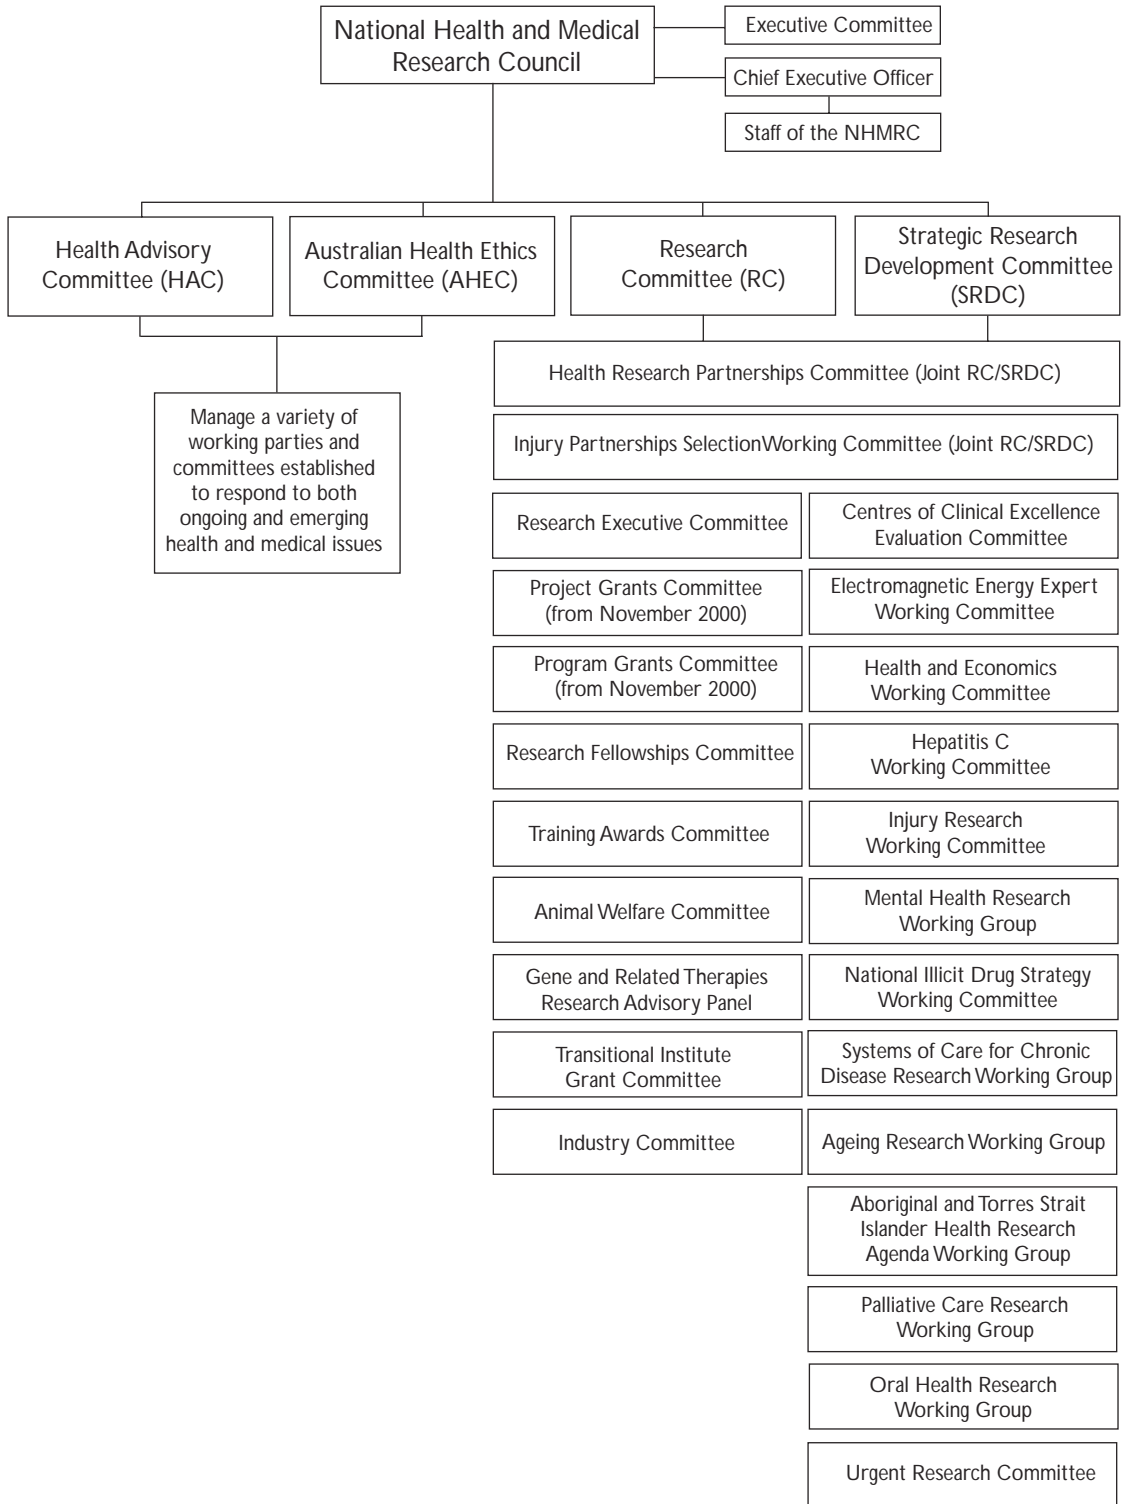 National Health and Medical
Research Council
Executive Committee
Chief Executive Officer
Staff of the NHMRC
Health Advisory
Committee (HAC)
Australian Health Ethics
Committee (AHEC)
Research
Committee (RC)
Strategic Research
Development Committee
(SRDC)
Manage a variety of
working parties and
committees established
to respond to both
ongoing and emerging
health and medical issues
Health Research Partnerships Committee (Joint RC/SRDC)
Injury Partnerships Selection Working Committee (Joint RC/SRDC)
Research Executive Committee
Centres of Clinical Excellence
Evaluation Committee
Project Grants Committee
(from November 2000)
Electromagnetic Energy Expert
Working Committee
Program Grants Committee
(from November 2000)
Health and Economics
Working Committee
Research Fellowships Committee
Hepatitis C
Working Committee
Training Awards Committee
Injury Research
Working Committee
Animal Welfare Committee
Mental Health Research
Working Group
Gene and Related Therapies
Research Advisory Panel
National Illicit Drug Strategy
Working Committee
Transitional Institute
Grant Committee
Systems of Care for Chronic
Disease Research Working Group
Industry Committee
Ageing Research Working Group
Aboriginal and Torres Strait
Islander Health Research
Agenda Working Group
Palliative Care Research
Working Group
Oral Health Research
Working Group
Urgent Research Committee